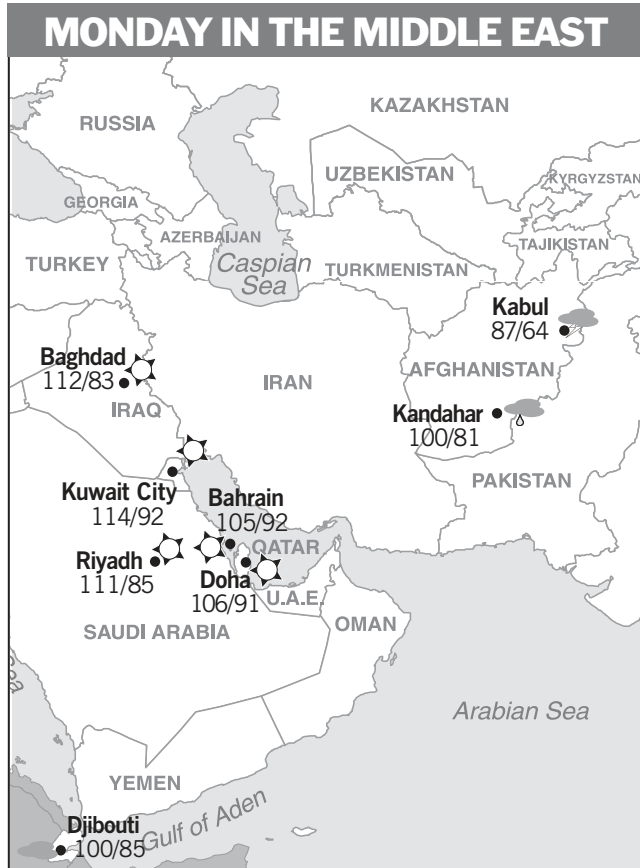 MONDAY IN THE MIDDLE EAST
KAZAKHSTAN
RUSSIA
UZBEKISTAN
KYRGYZSTAN
GEORGIA
AZERBAIJAN
TAJIKISTAN
TURKEY
Caspian
Sea
TURKMENISTAN
Kabul
87/64
Baghdad
112/83
IRAN
AFGHANISTAN
IRAQ
Kandahar
100/81
PAKISTAN
Kuwait City
114/92
Bahrain
105/92
Riyadh
111/85
QATAR
Doha
106/91
U.A.E.
SAUDI ARABIA
OMAN
Sea
Arabian Sea
YEMEN
Gulf of Aden
Djibouti
100/85